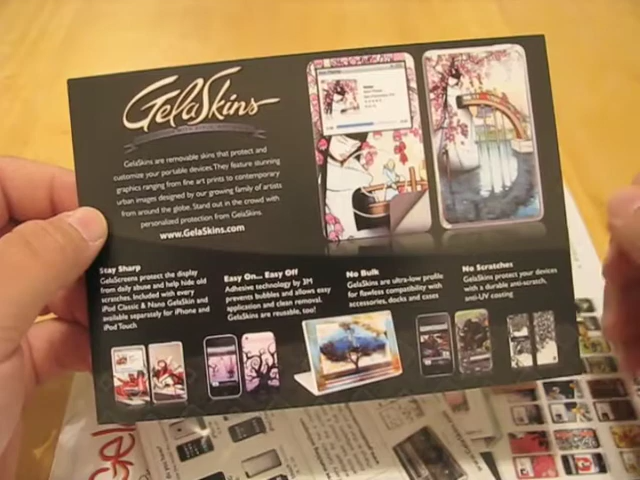 GelaSkins
GelaSkins are removable skins that protect and
customize your portable devices. They feature stunning
graphics ranging from fine art prints to contemporary
urban images designed by our growing family of artists
from around the globe. Stand out in the crowd with
personalized protection from GelaSkins.
www.GelaSkins.com
Stay Sharp
GelaScreens protect the display
from daily abuse and help hide old
scratches. Included with every
iPod Classic & Nano GelaSkin and
available separately for iPhone and
iPod Touch
Easy On... Easy Off
Adhesive technology by 3M
prevents bubbles and allows easy
application and clean removal.
GelaSkins are reusable, too!
No Bulk
GelaSkins are ultra-low profile
for flawless compatibility with
accessories, docks and cases
No Scratches
GelaSkins protect your devices
with a durable anti-scratch,
anti-UV coating
Gel